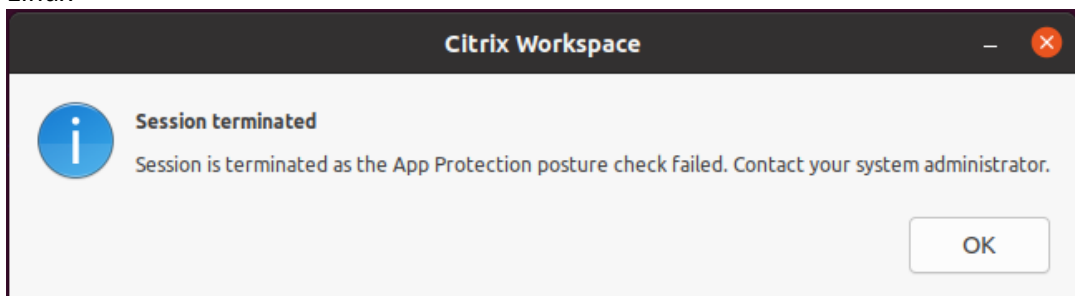 Citrix Workspace
Session terminated
Session is terminated as the App Protection posture check failed. Contact your system administrator.
OK